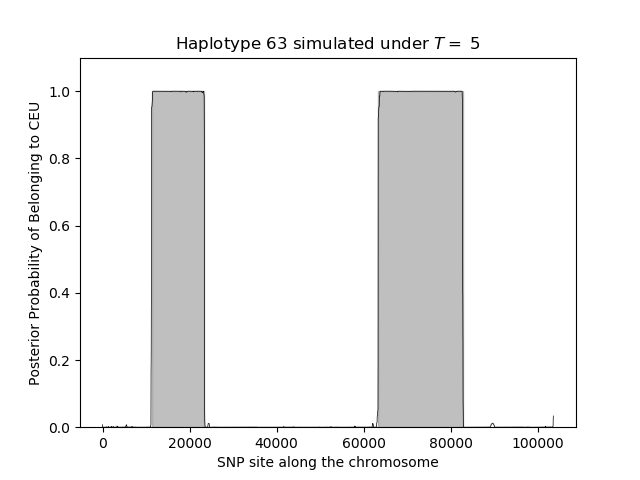 Haplotype 63 simulated under T = 5
Posterior Probability of Belonging to CEU
1.0
0.8
0.6
0.4
0.2
0.0
0 20000 40000 60000 80000 100000
SNP site along the chromosome